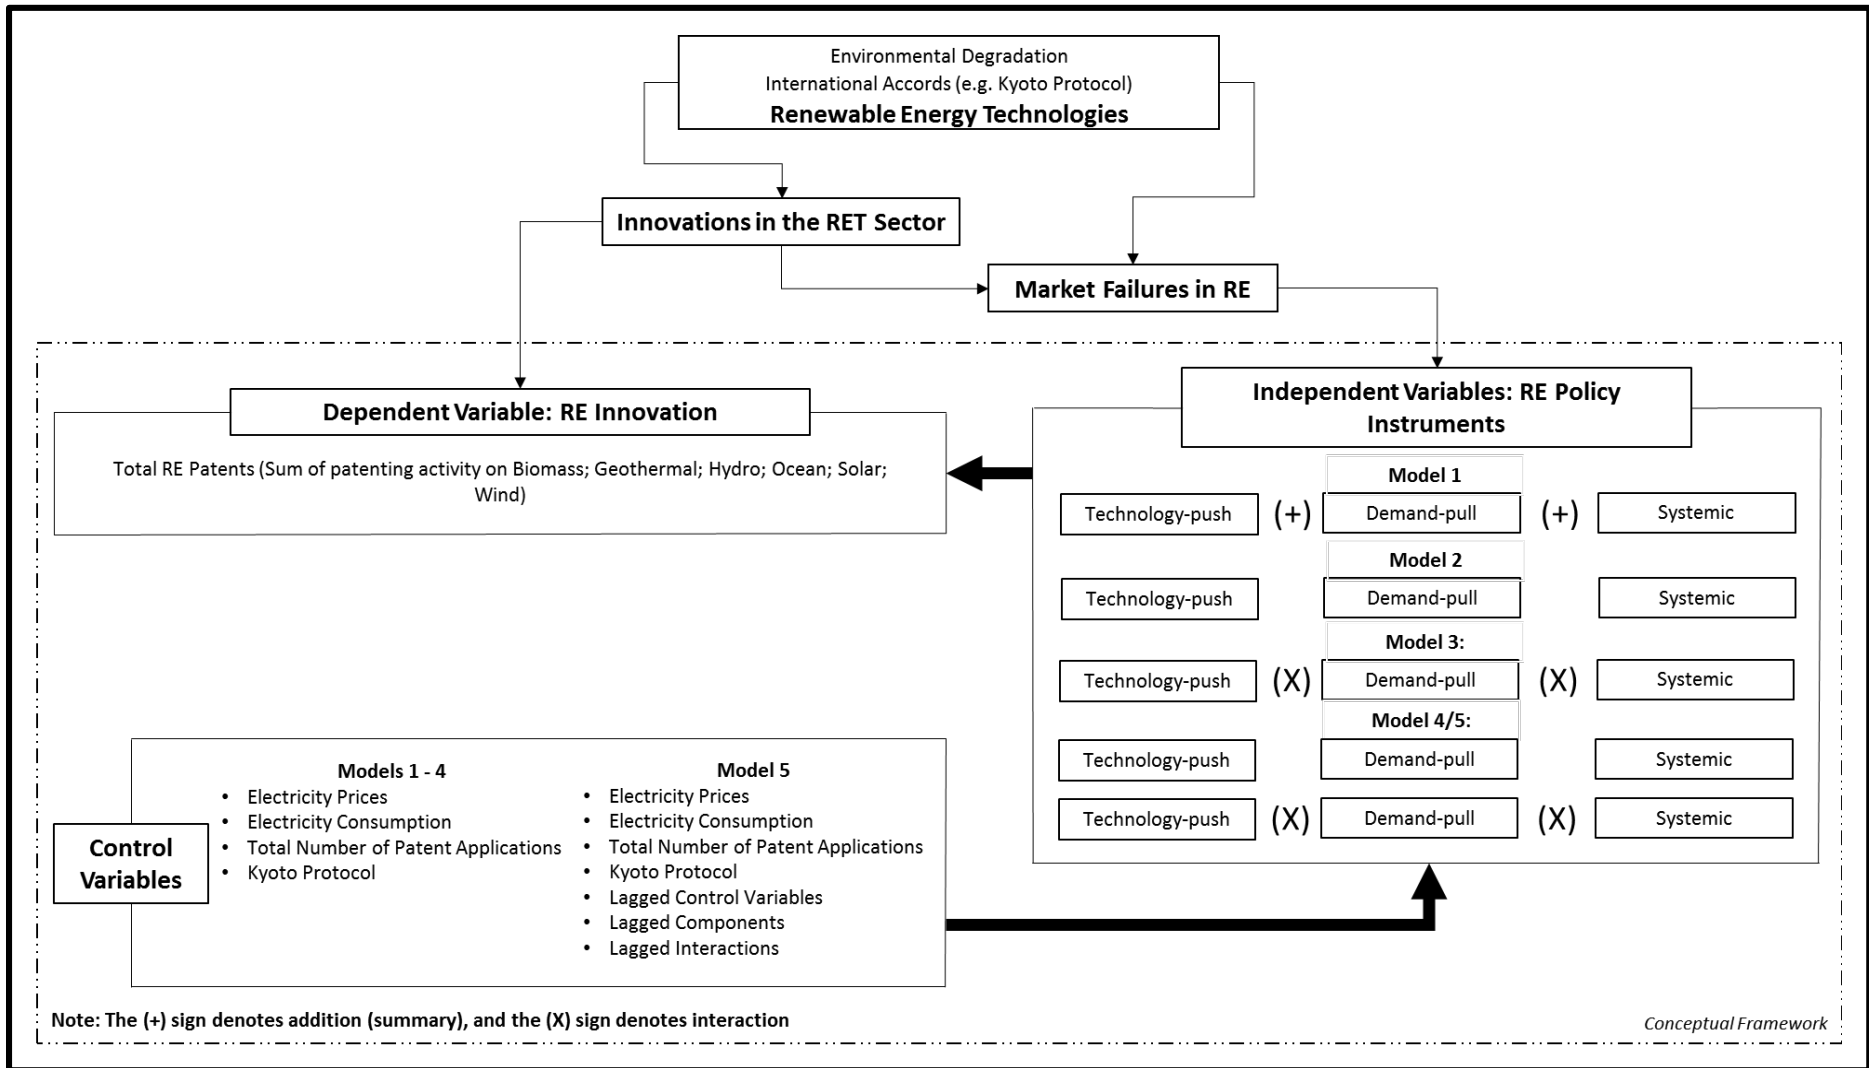 Environmental Degradation
International Accords (e.g. Kyoto Protocol)
Renewable Energy Technologies
Innovations in the RET Sector
Market Failures in RE
Dependent Variable: RE Innovation
Total RE Patents (Sum of patenting activity on Biomass; Geothermal; Hydro; Ocean; Solar;
Wind)
Independent Variables: RE Policy
Instruments
Model 1
Technology-push (+) Demand-pull (+) Systemic
Model 2
Technology-push Demand-pull Systemic
Model 3:
Technology-push (X) Demand-pull (X) Systemic
Model 4/5:
Technology-push Demand-pull Systemic
Technology-push (X) Demand-pull (X) Systemic
Control
Variables
Models 1 - 4
• Electricity Prices
• Electricity Consumption
• Total Number of Patent Applications
• Kyoto Protocol
Model 5
• Electricity Prices
• Electricity Consumption
• Total Number of Patent Applications
• Kyoto Protocol
• Lagged Control Variables
• Lagged Components
• Lagged Interactions
Note: The (+) sign denotes addition (summary), and the (X) sign denotes interaction
Conceptual Framework